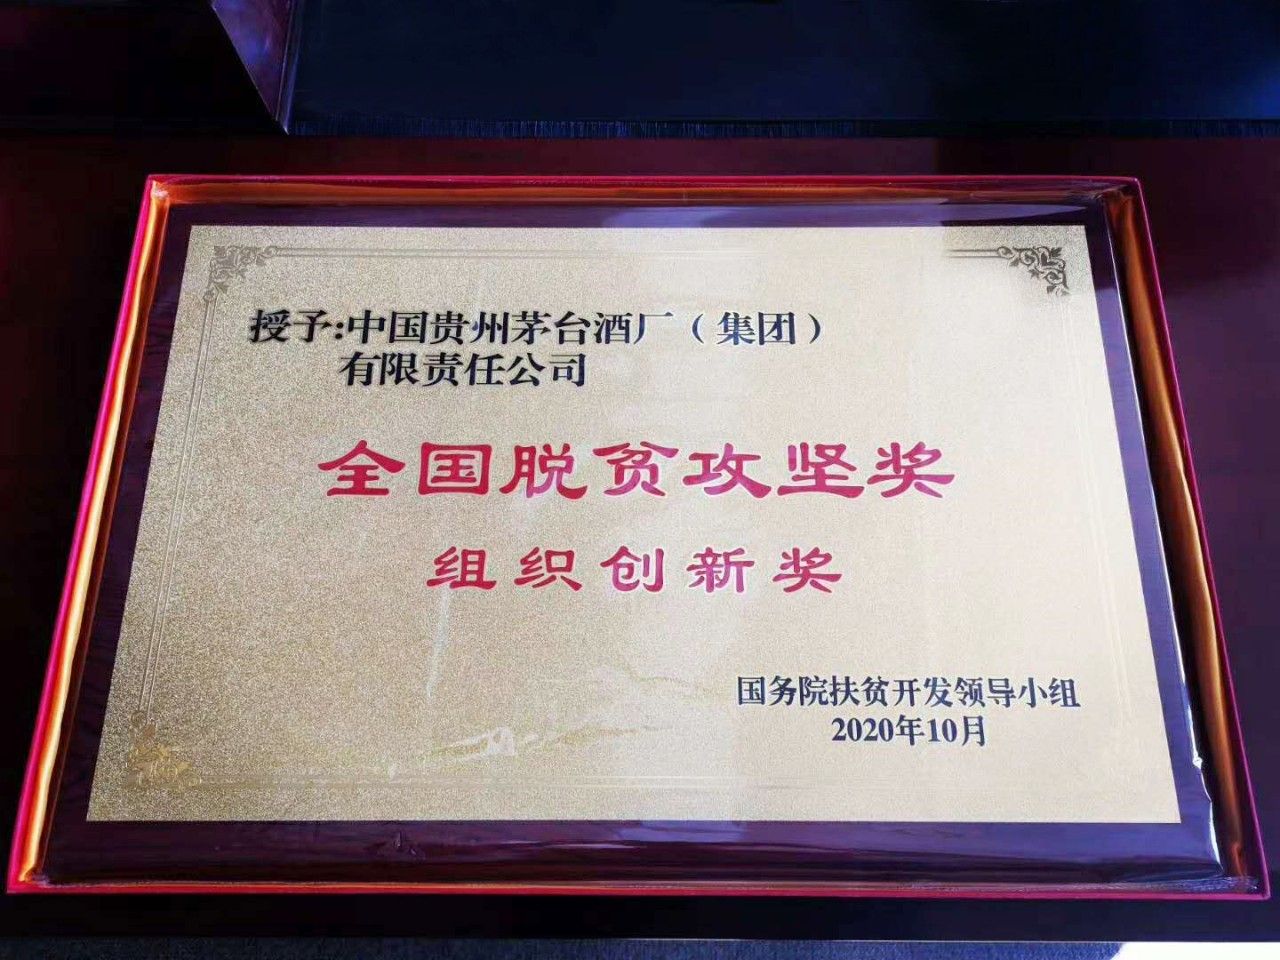 授予:中国贵州茅台酒厂（集团）
有限责任公司
全国脱贫攻坚奖
组织创新奖
国务院扶贫开发领导小组
2020年10月